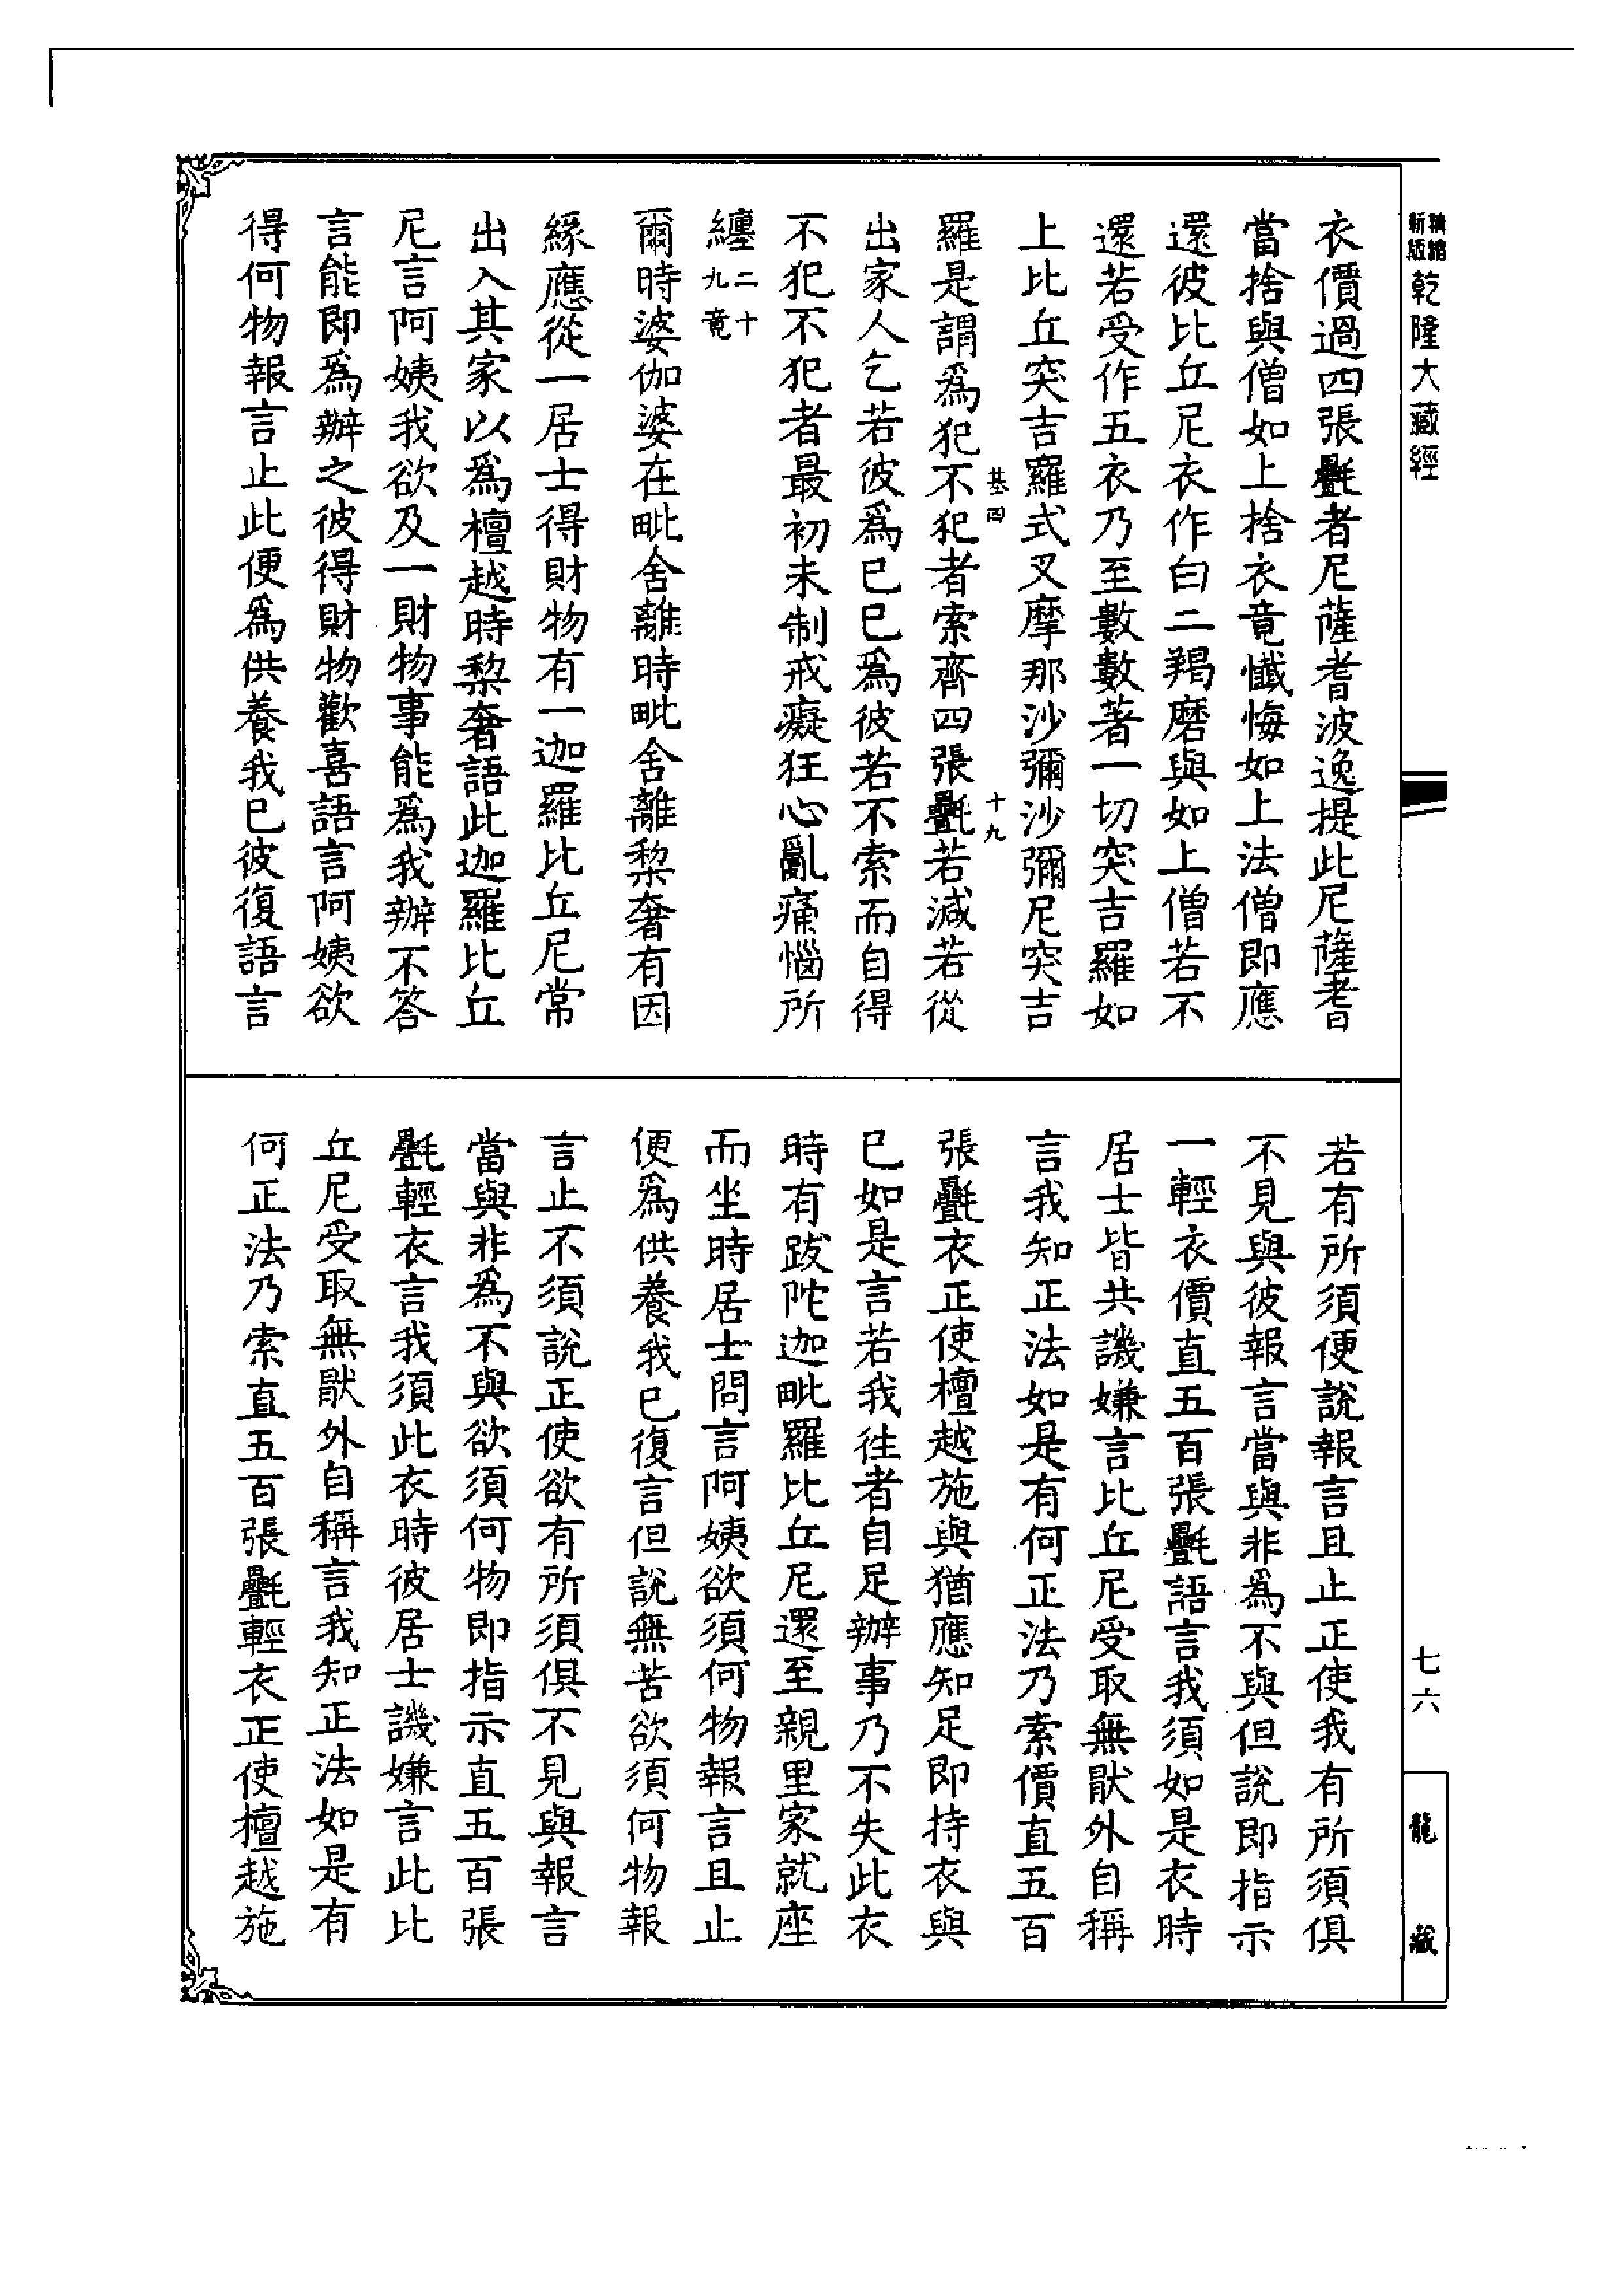 精縮
新版
乾隆大藏經
七六
龍藏
衣價過四張㲲者尼薩耆波逸提此尼薩耆
當捨與僧如上捨衣竟懺悔如上法僧即應
還彼比丘尼衣作白二羯磨與如上僧若不
還若受作五衣乃至數數著一切突吉羅如
上比丘突吉羅式叉摩那沙彌沙彌尼突吉
基四
十九
羅是謂爲犯不犯者索齊四張㲲若減若從
出家人乞若彼爲已已爲彼若不索而自得
不犯不犯者最初未制戒癡狂心亂痛惱所
纏二十九竟
爾時婆伽婆在毗舍離時毗舍離棃奢有因
緣應從一居士得財物有一迦羅比丘尼常
出入其家以爲檀越時棃奢語此迦羅比丘
尼言阿姨我欲及一財物事能爲我辦不答
言能即爲辦之彼得財物歡喜語言阿姨欲
得何物報言止此便爲供養我已彼復語言
若有所須便說報言且止正使我有所須俱
不見與彼報言當與非爲不與但說即指示
一輕衣價直五百張㲲語言我須如是衣時
居士皆共譏嫌言比丘尼受取無猒外自稱
言我知正法如是有何正法乃索價直五百
張㲲衣正使檀越施與猶應知足即持衣與
已如是言若我往者自足辦事乃不失此衣
時有跋陀迦毗羅比丘尼還至親里家就座
而坐時居士問言阿姨欲須何物報言且止
便爲供養我已復言但說無苦欲須何物報
言止不須說正使欲有所須俱不見與報言
當與非爲不與欲須何物即指示直五百張
㲲輕衣言我須此衣時彼居士譏嫌言此比
丘尼受取無猒外自稱言我知正法如是有
何正法乃索直五百張㲲輕衣正使檀越施